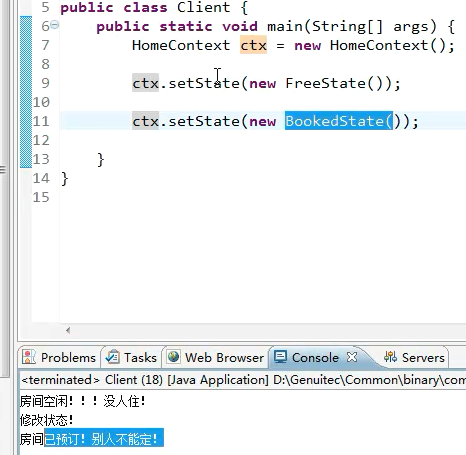 5 public class Client {
6 public static void main(String[] args) {
7 HomeContext ctx = new HomeContext();
8
9 ctx.setState(new FreeState());
10
11 ctx.setState(new BookedState());
12
13 }
14 }
15
Problems Tasks Web Browser Console Servers
<terminated> Client (18) [Java Application] D:\Genuitec\Common\binary\com
房间空闲！！！没人住！
修改状态！
房间已预订！别人不能定！